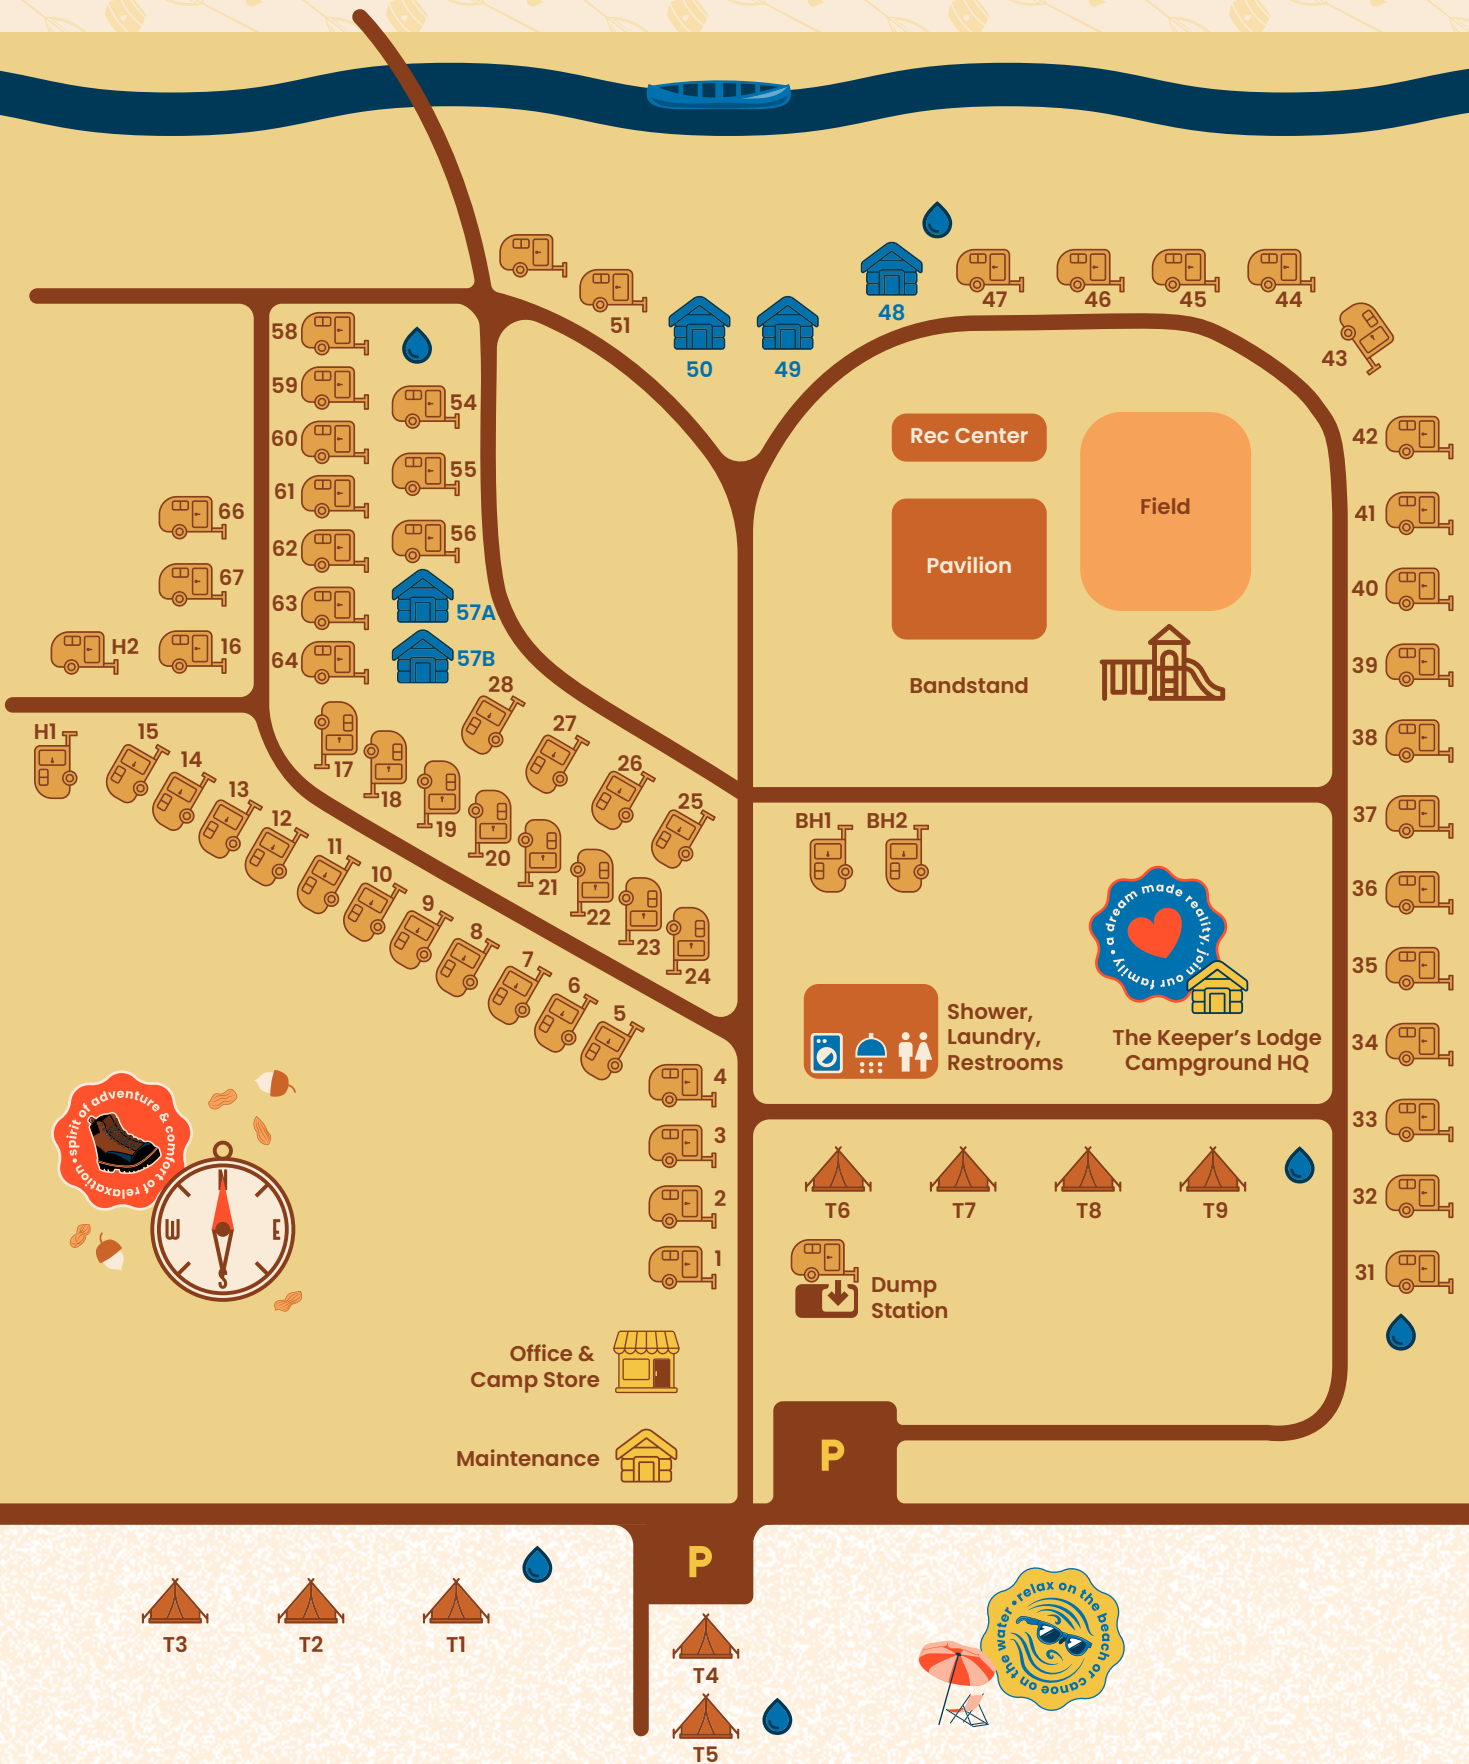 47
46
45
44
51
48
50
49
43
58
59
60
61
62
63
64
54
55
56
57A
57B
66
67
H2
16
Rec Center
Field
Pavilion
Bandstand
42
41
40
39
38
37
36
35
34
33
32
31
28
27
26
25
H1
15
14
13
12
11
10
9
8
7
6
5
17
18
19
20
21
22
23
24
4
3
2
1
BH1
BH2
a dream made reality, join our family •
Shower,
Laundry,
Restrooms
The Keeper's Lodge
Campground HQ
spirit of adventure & comfort of relaxation •
N
W
E
S
T6
T7
T8
T9
Dump
Station
Office &
Camp Store
Maintenance
P
P
T3
T2
T1
T4
T5
relax on the beach or canoe on the water •